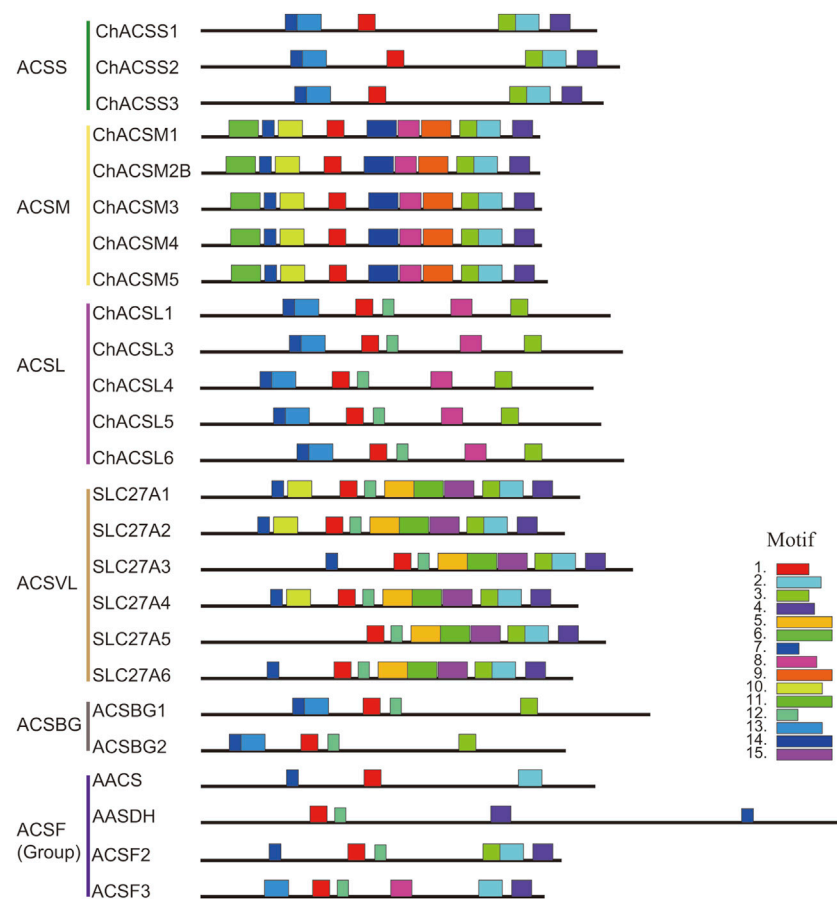 ACSS
ChACSS1
ChACSS2
ChACSS3
ACSM
ChACSM1
ChACSM2B
ChACSM3
ChACSM4
ChACSM5
ACSL
ChACSL1
ChACSL3
ChACSL4
ChACSL5
ChACSL6
ACSVL
SLC27A1
SLC27A2
SLC27A3
SLC27A4
SLC27A5
SLC27A6
ACSBG
ACSBG1
ACSBG2
ACSF
(Group)
AACS
AASDH
ACSF2
ACSF3
Motif
1.
2.
3.
4.
5.
6.
7.
8.
9.
10.
11.
12.
13.
14.
15.